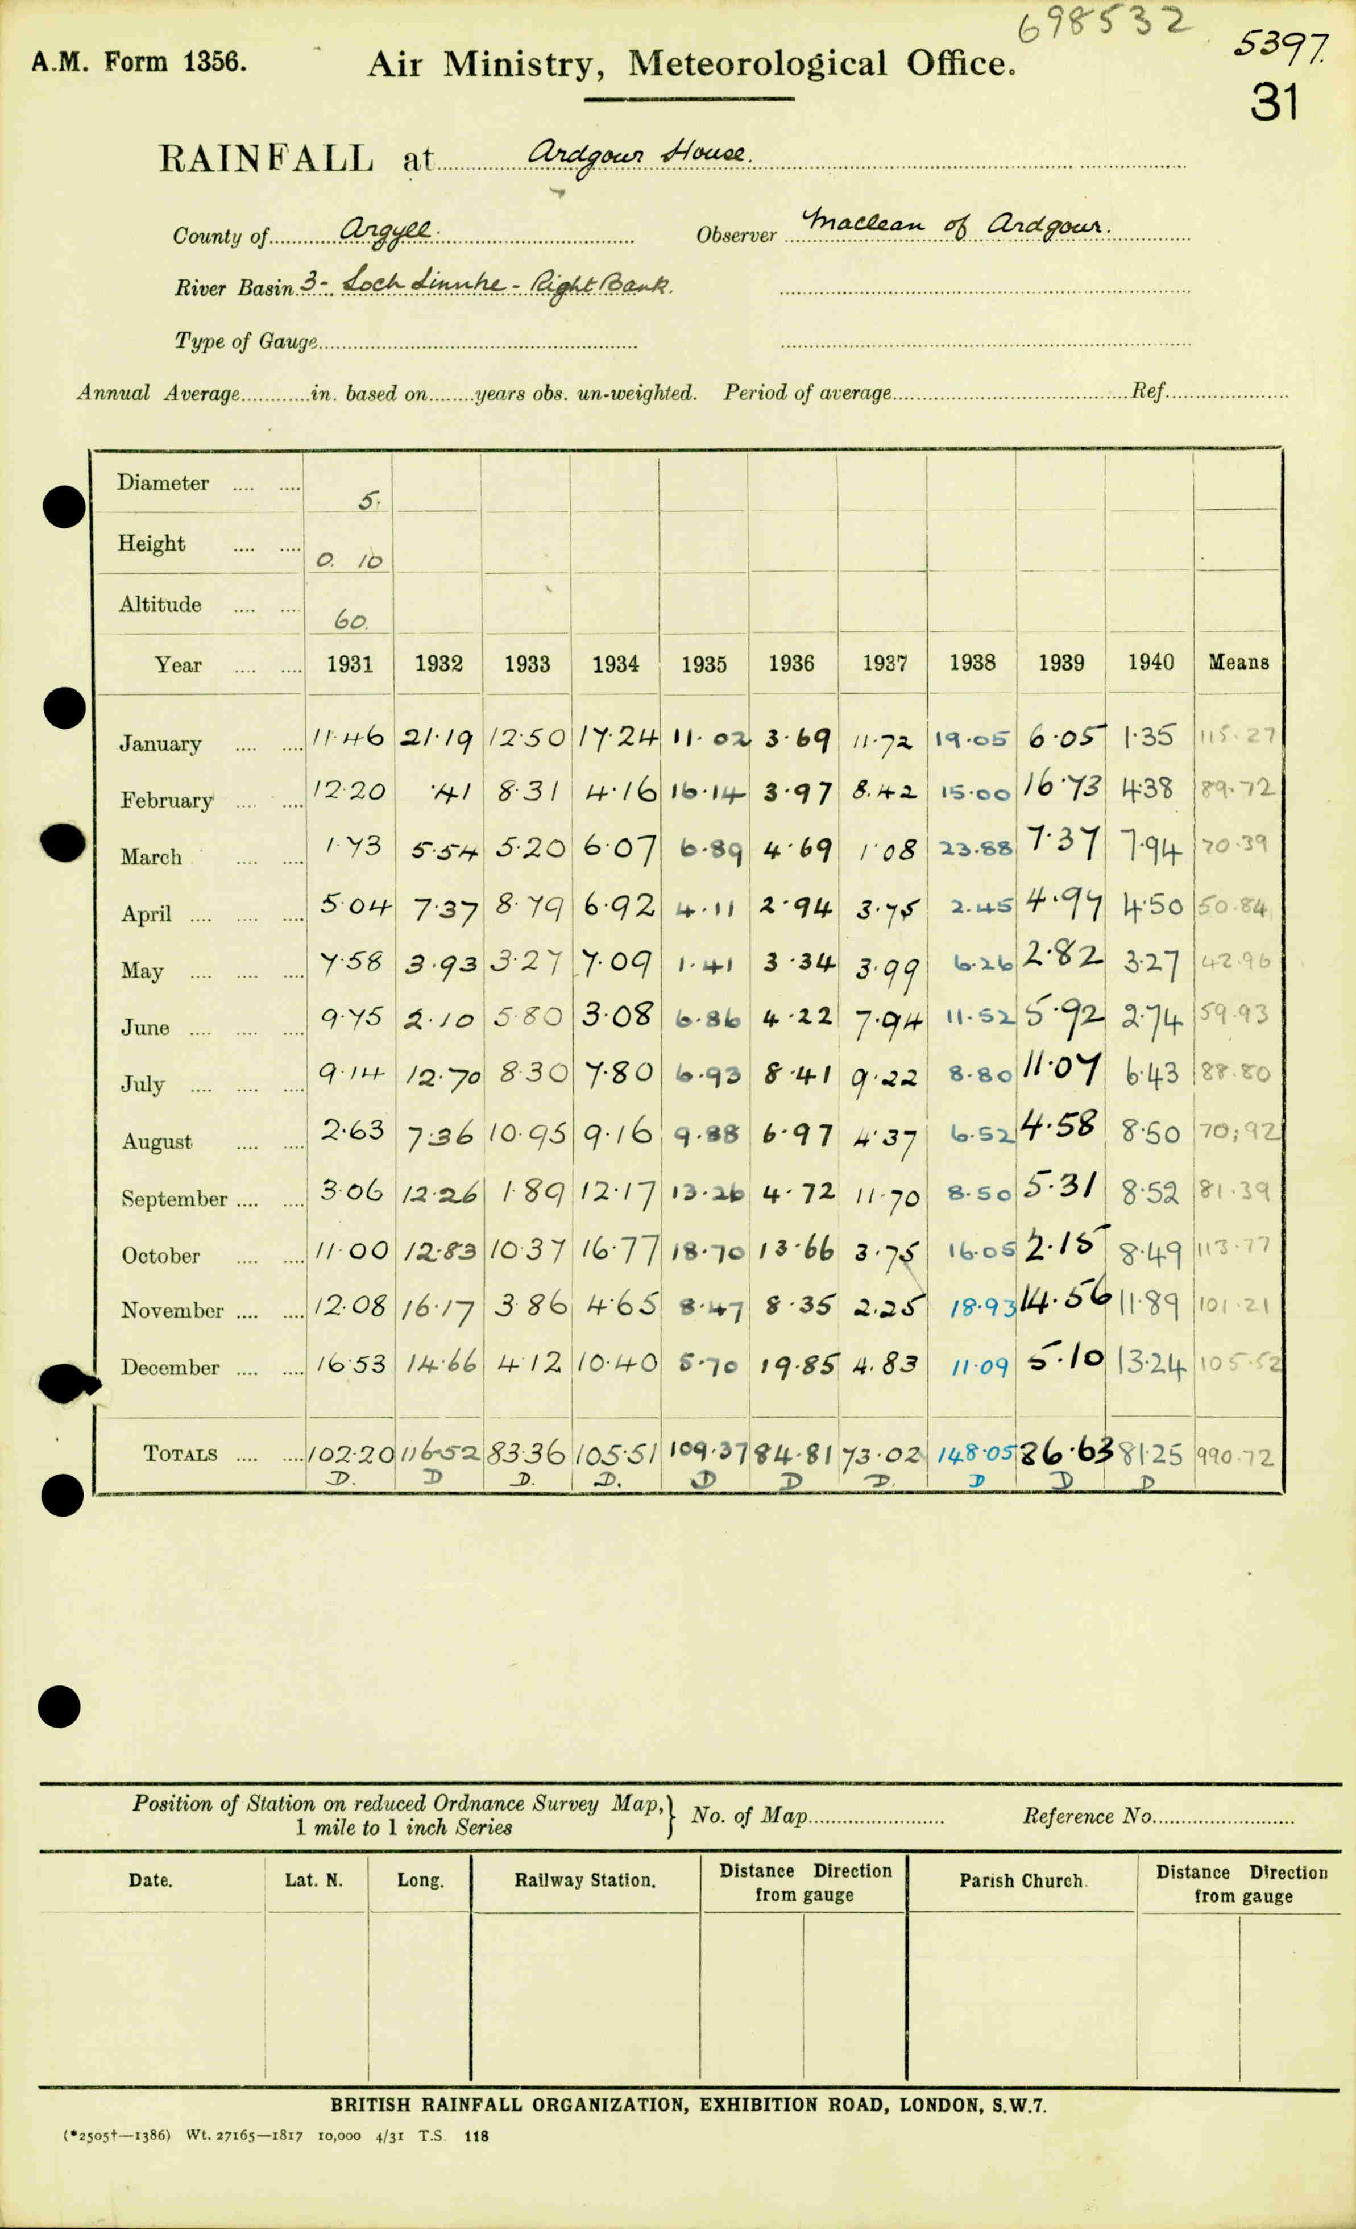 698532
5397.
A.M. Form 1356.
Air Ministry, Meteorological Office.
31
RAINFALL at Ardgour House.
County of Argyll. Observer Maclean of Ardgour.
River Basin 3-. Loch Linnhe - Right Bank.
Type of Gauge
Annual Average in. based on years obs. un-weighted. Period of average Ref.
Diameter 5.
Height 0. 10
Altitude 60.
Year 1931 1932 1933 1934 1935 1936 1937 1938 1939 1940 Means
January 11.46 21.19 12.50 17.24 11.02 3.69 11.72 19.05 6.05 1.35 115.27
February 12.20 .41 8.31 4.16 16.14 3.97 8.42 15.00 16.73 4.38 89.72
March 1.73 5.54 5.20 6.07 6.89 4.69 1.08 23.88 7.37 7.94 70.39
April 5.04 7.37 8.79 6.92 4.11 2.94 3.75 2.45 4.97 4.50 50.84
May 7.58 3.93 3.27 7.09 1.41 3.34 3.99 6.26 2.82 3.27 42.96
June 9.75 2.10 5.80 3.08 6.86 4.22 7.94 11.52 5.92 2.74 59.93
July 9.14 12.70 8.30 7.80 6.93 8.41 9.22 8.80 11.07 6.43 88.80
August 2.63 7.36 10.95 9.16 9.88 6.97 4.37 6.52 4.58 8.50 70;92
September 3.06 12.26 1.89 12.17 13.26 4.72 11.70 8.50 5.31 8.52 81.39
October 11.00 12.83 10.37 16.77 18.70 13.66 3.75 16.05 2.15 8.49 113.77
November 12.08 16.17 3.86 4.65 8.47 8.35 2.25 18.93 14.56 11.89 101.21
December 16.53 14.66 4.12 10.40 5.70 19.85 4.83 11.09 5.10 13.24 105.52
TOTALS 102.20 116.52 83.36 105.51 109.37 84.81 73.02 148.05 86.63 81.25 990.72
D. D D. D. D D D. D D D
Position of Station on reduced Ordnance Survey Map, } No. of Map Reference No.
1 mile to 1 inch Series
Date. Lat. N. Long. Railway Station. Distance Direction from gauge Parish Church. Distance Direction from gauge
BRITISH RAINFALL ORGANIZATION, EXHIBITION ROAD, LONDON, S.W.7.
(*2505†—1386) Wt. 27165—1817 10,000 4/31 T.S. 118